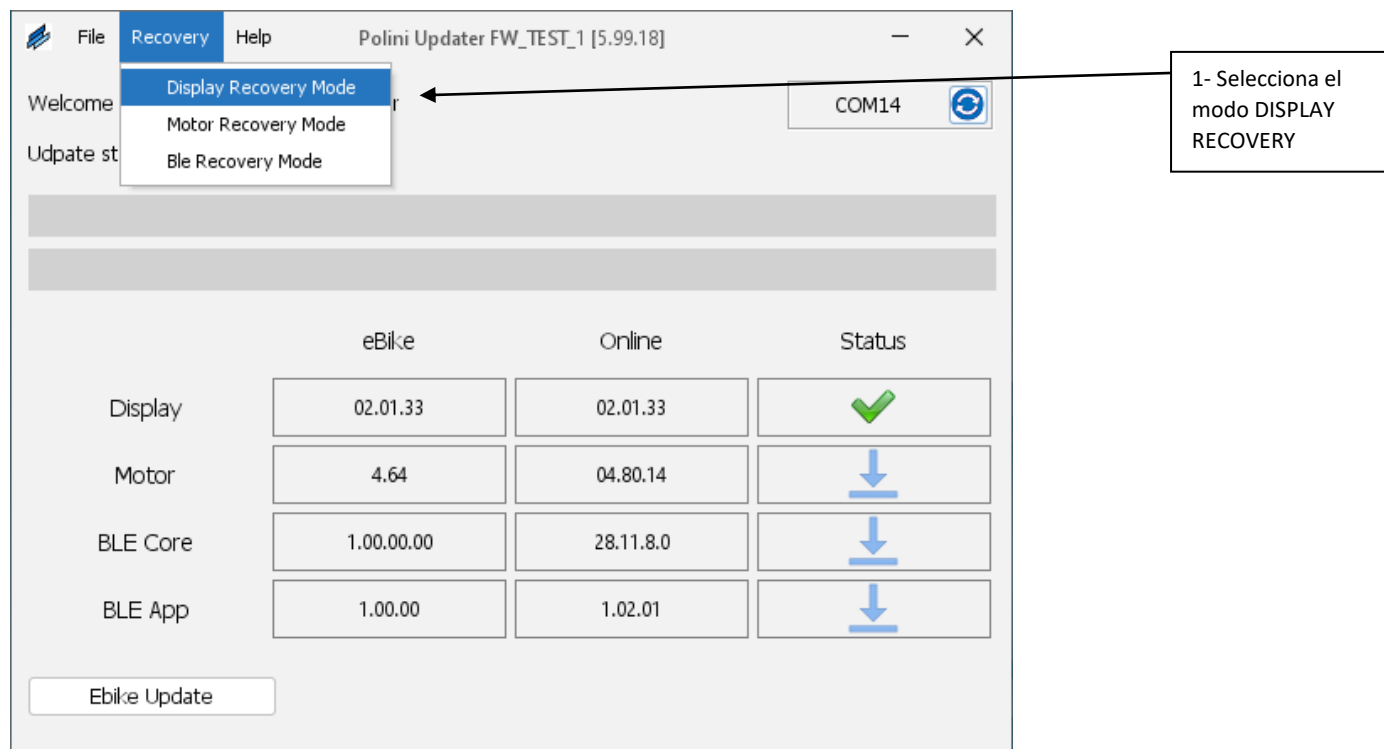 File Recovery Help Polini Updater FW_TEST_1 [5.99.18]
Display Recovery Mode
Motor Recovery Mode
Ble Recovery Mode
Welcome r COM14
Udpate st
1- Selecciona el
modo DISPLAY
RECOVERY
eBike Online Status
Display 02.01.33 02.01.33
Motor 4.64 04.80.14
BLE Core 1.00.00.00 28.11.8.0
BLE App 1.00.00 1.02.01
Ebike Update